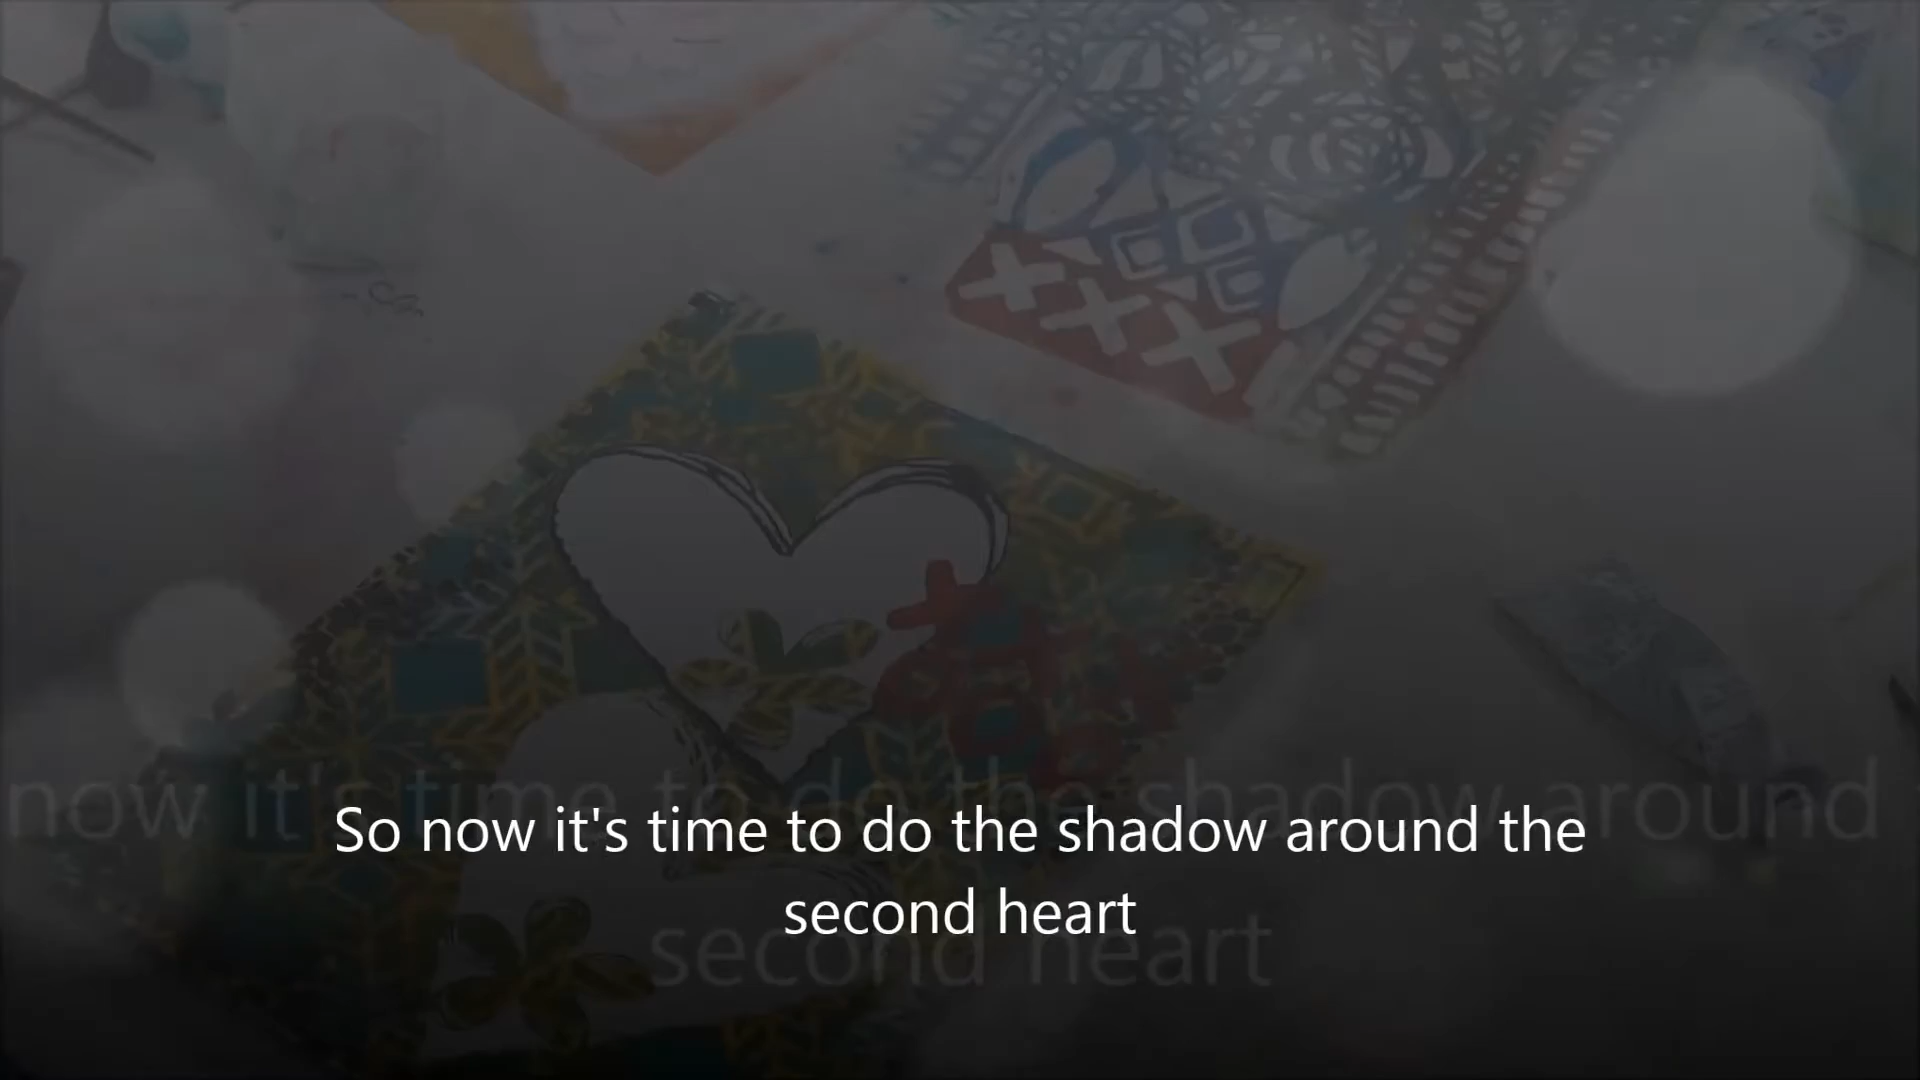 So now it's time to do the shadow around the
second heart
now it's time to do the shadow around
second heart